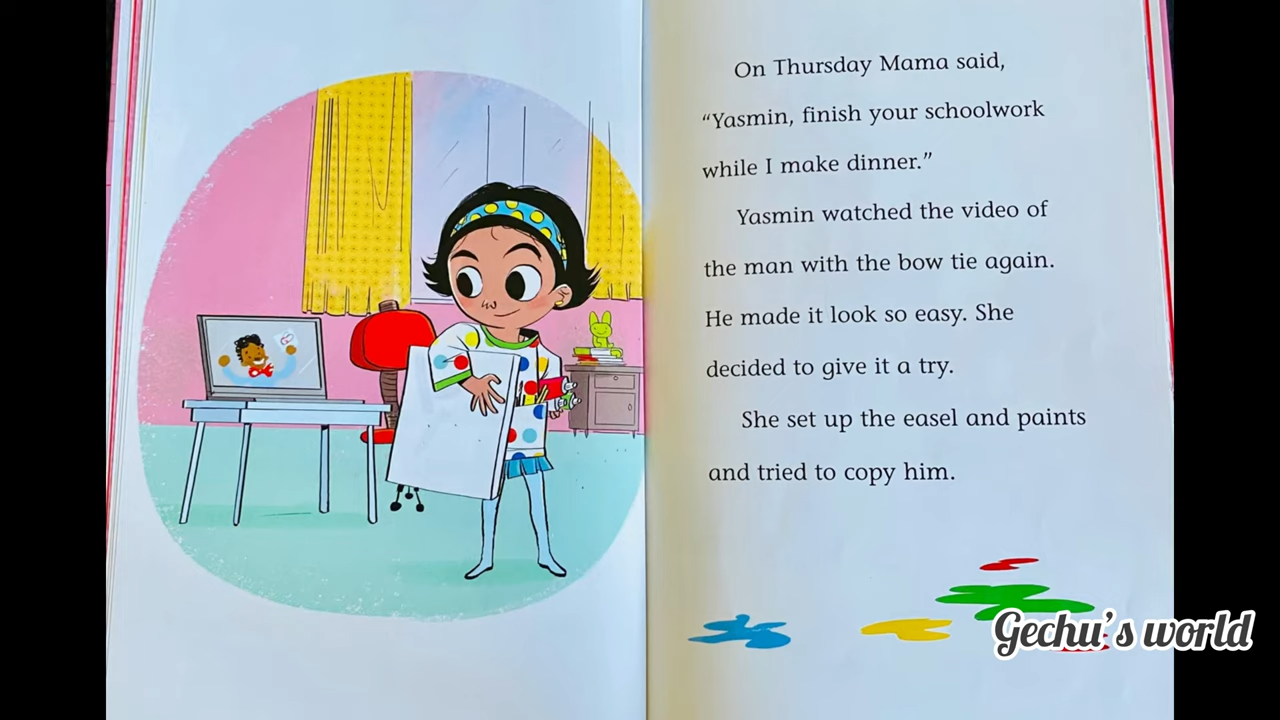 On Thursday Mama said,
“Yasmin, finish your schoolwork
while I make dinner.”
Yasmin watched the video of
the man with the bow tie again.
He made it look so easy. She
decided to give it a try.
She set up the easel and paints
and tried to copy him.
Gechu’s world